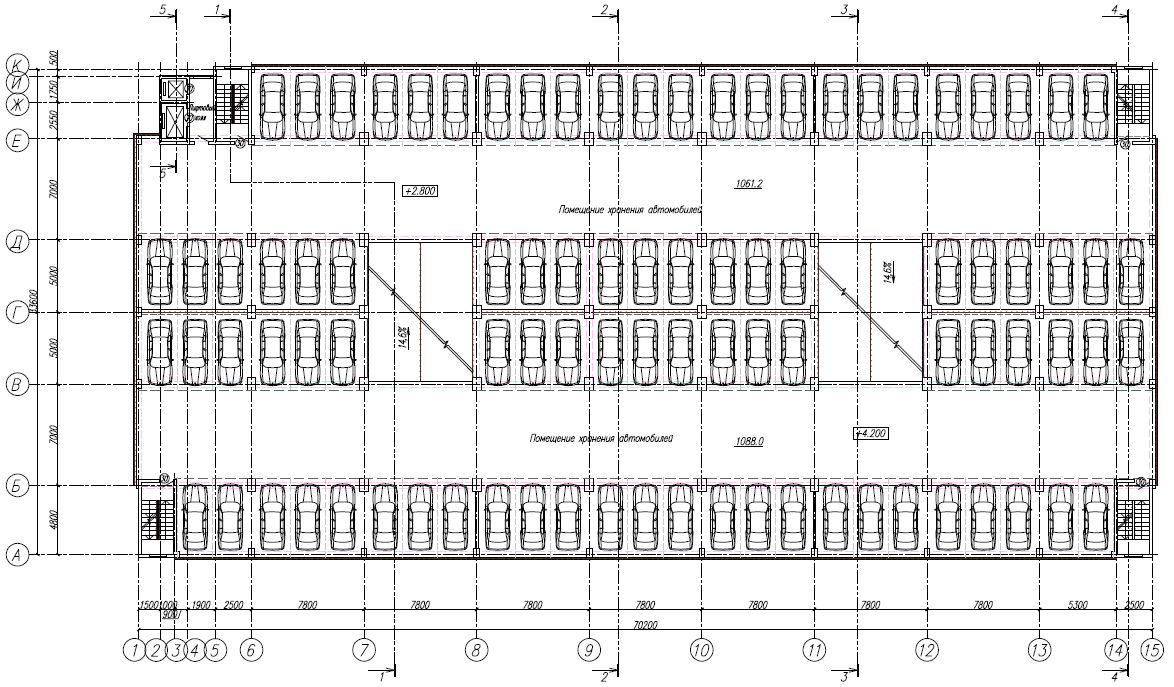 5 1 2 3 4
К
И
Ж
Е
Д
Г
В
Б
А
500
1750
2550
7000
5000
5000
7000
4800
33600
5
+2.800
1061.2
Помещение хранения автомобилей
14.6%
14.6%
Помещение хранения автомобилей
1088.0
+4.200
1500 1000 900 1900 2500 7800 7800 7800 7800 7800 7800 7800 5300 2500
70200
1 2 3 4 5 6 7 8 9 10 11 12 13 14 15
1 2 3 4